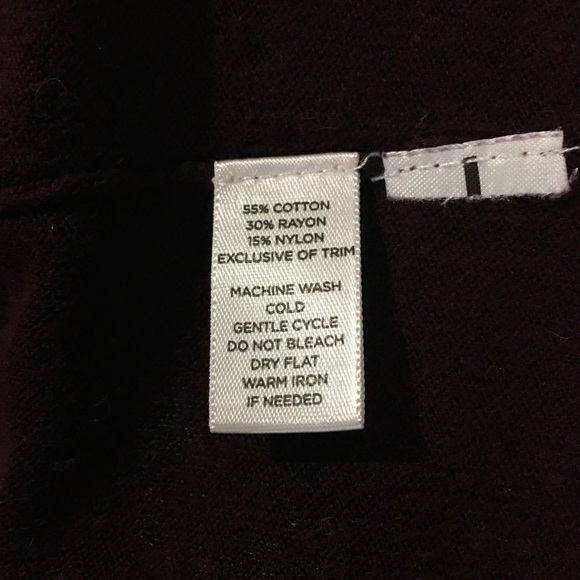 55% COTTON
30% RAYON
15% NYLON
EXCLUSIVE OF TRIM
MACHINE WASH
COLD
GENTLE CYCLE
DO NOT BLEACH
DRY FLAT
WARM IRON
IF NEEDED